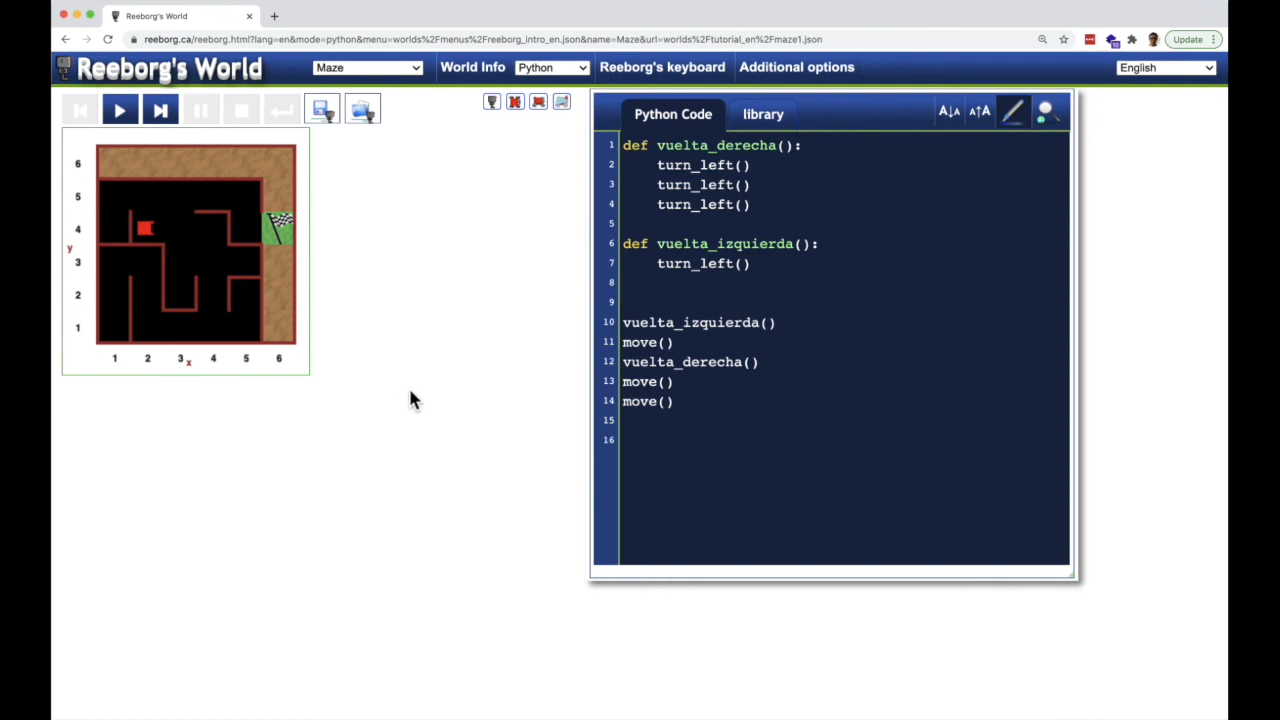 Reeborg's World
reeborg.ca/reeborg.html?lang=en&mode=python&menu=worlds%2Fmenus%2Freeborg_intro_en.json&name=Maze&url=worlds%2Ftutorial_en%2Fmaze1.json
10
Update
Reeborg's World
Maze
World Info
Python
Reeborg's keyboard
Additional options
English
Python Code
library
A↓A
A↑A
6
5
4
y
3
2
1
1 2 3 x 4 5 6
1 def vuelta_derecha():
2 turn_left()
3 turn_left()
4 turn_left()
5
6 def vuelta_izquierda():
7 turn_left()
8
9
10 vuelta_izquierda()
11 move()
12 vuelta_derecha()
13 move()
14 move()
15
16